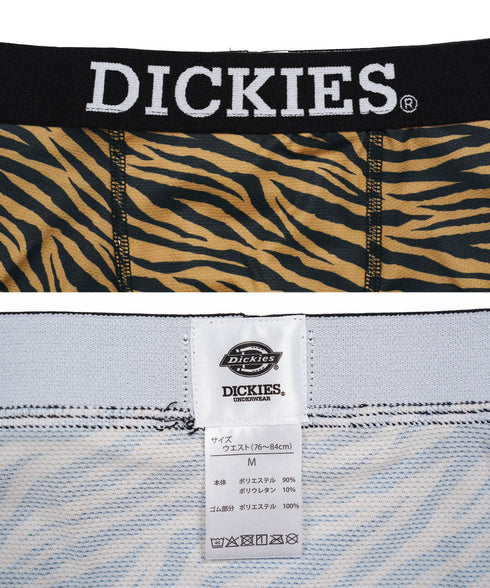 DICKIES®
Dickies
DICKIES®
UNDERWEAR
サイズ
ウエスト(76~84cm)
M
本体 ポリエステル 90%
ポリウレタン 10%
ゴム部分 ポリエステル 100%